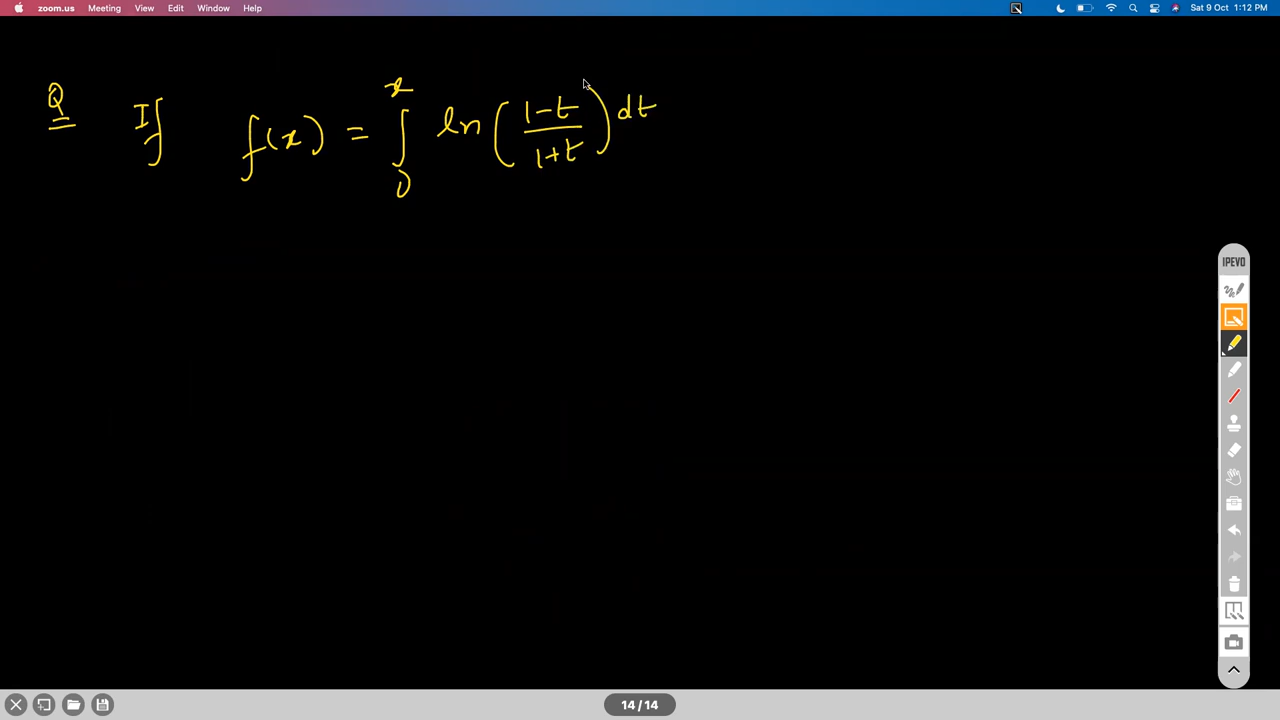 zoom.us Meeting View Edit Window Help Sat 9 Oct 1:12 PM
Q If f(x) = ∫₀ˣ ln((1-t)/(1+t)) dt
IPEVO
14 / 14